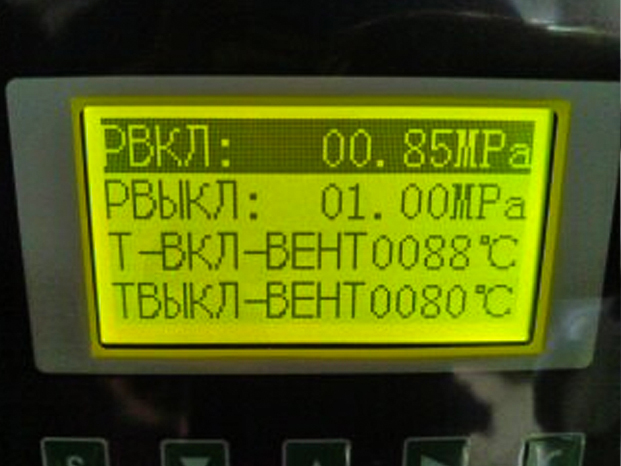 РВКЛ: 00.85MPa
РВЫКЛ: 01.00MPa
Т-ВКЛ-ВЕНТ0088℃
ТВЫКЛ-ВЕНТ0080℃
S